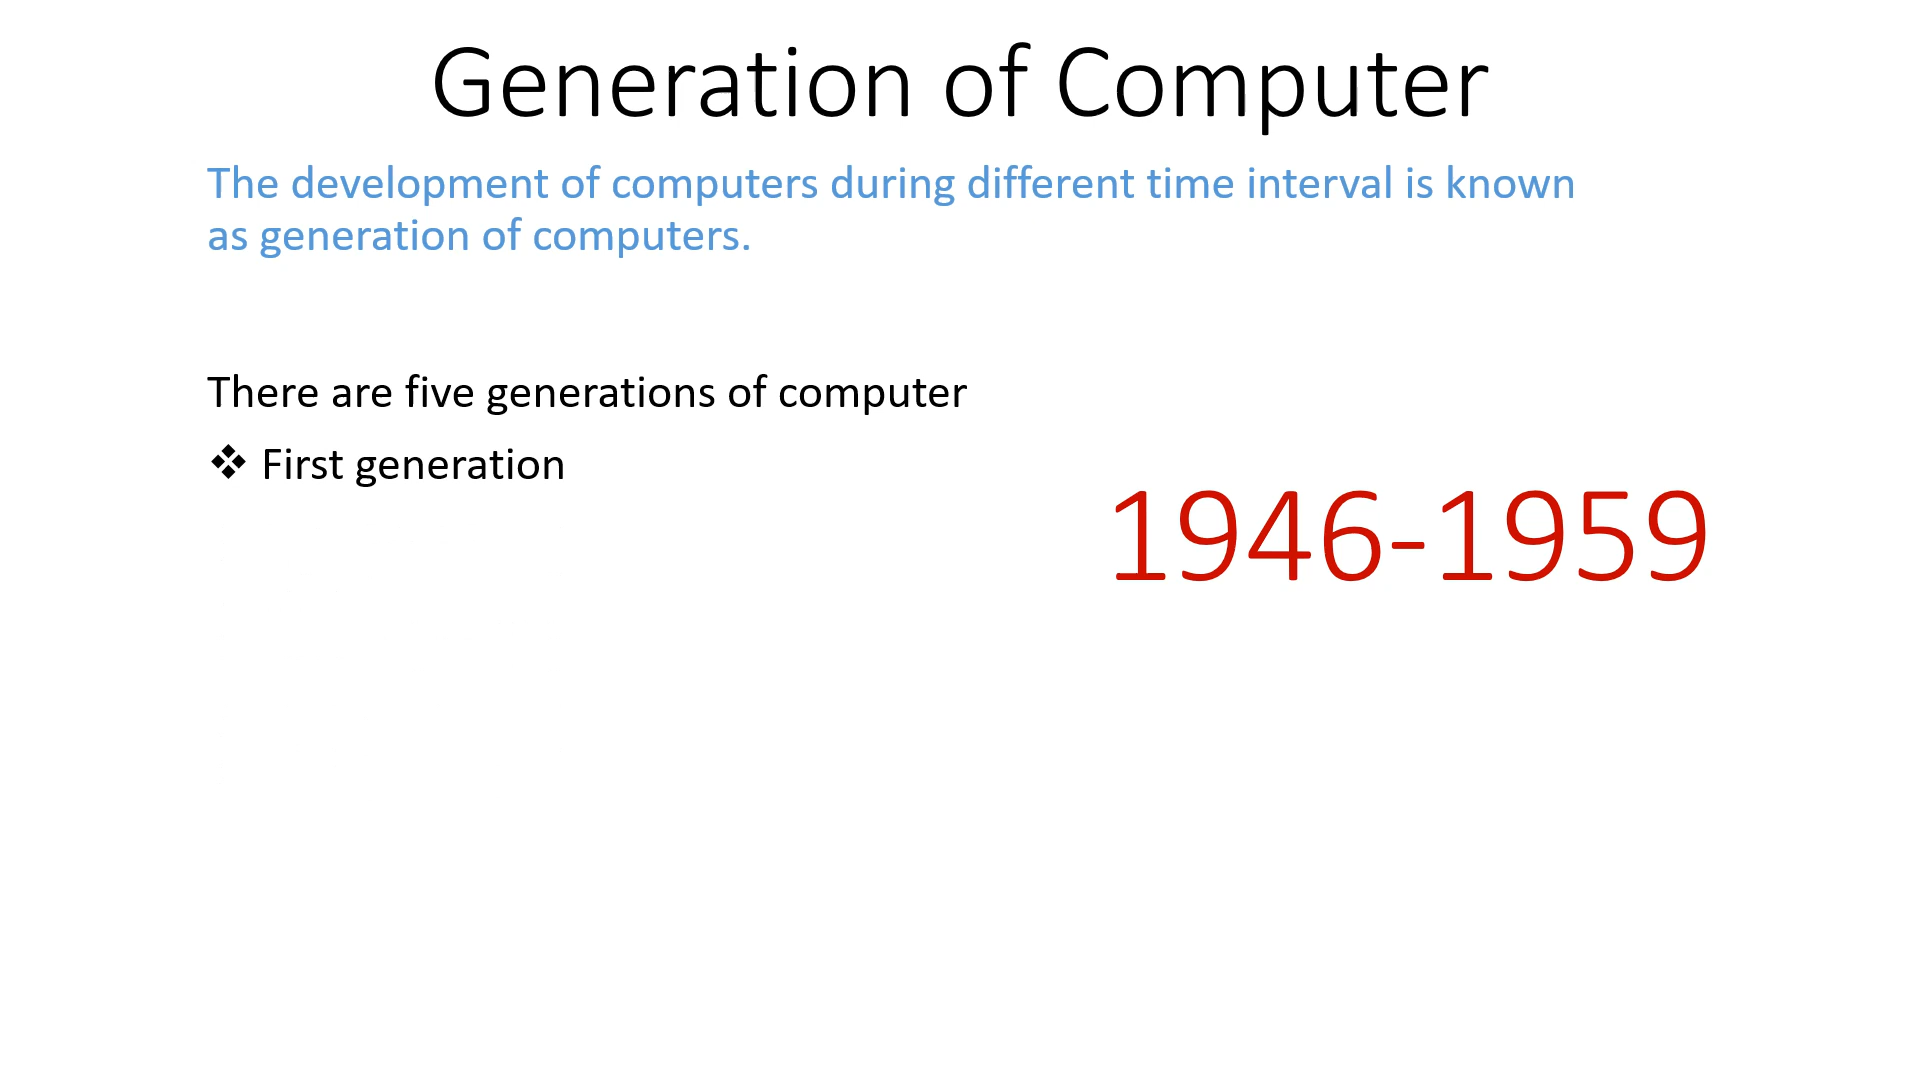 Generation of Computer
The development of computers during different time interval is known
as generation of computers.
There are five generations of computer
❖ First generation
1946-1959